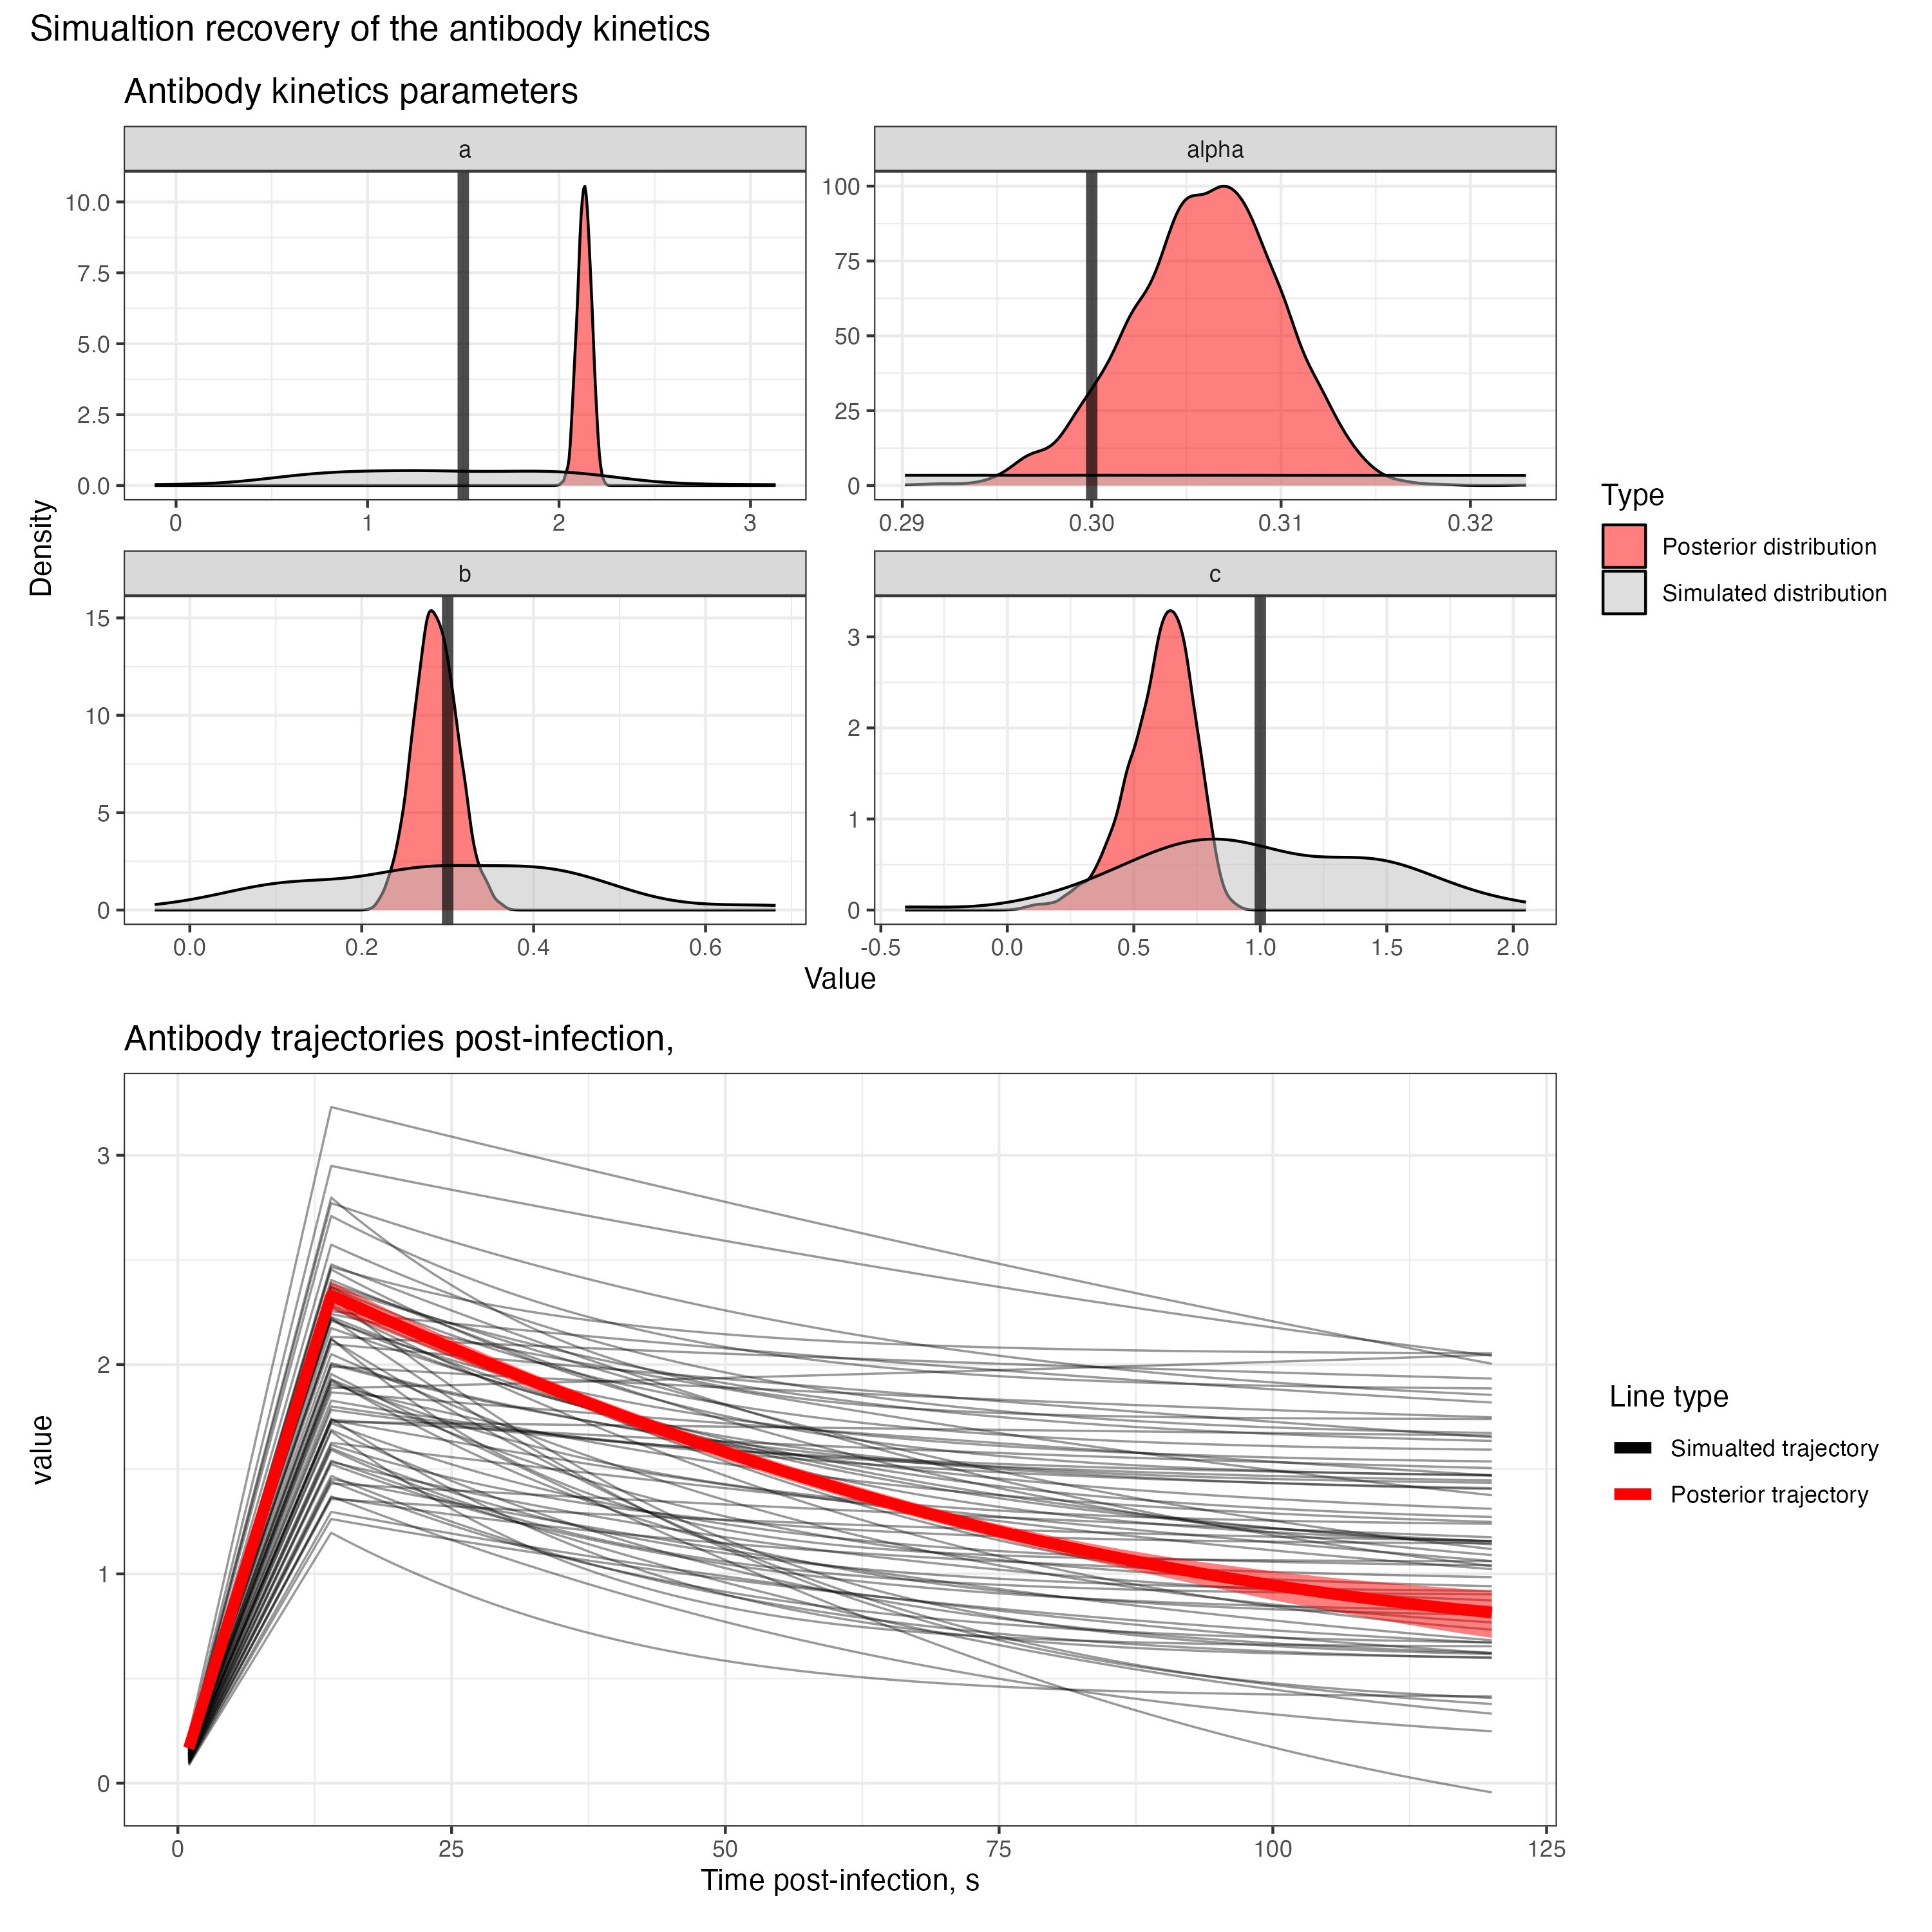 Simualtion recovery of the antibody kinetics
Antibody kinetics parameters
a
alpha
10.0
7.5
5.0
2.5
0.0
0 1 2 3
100
75
50
25
0
0.29 0.30 0.31 0.32
Density
b
c
15
10
5
0
0.0 0.2 0.4 0.6
3
2
1
0
-0.5 0.0 0.5 1.0 1.5 2.0
Value
Type
Posterior distribution
Simulated distribution
Antibody trajectories post-infection,
value
3
2
1
0
0 25 50 75 100 125
Time post-infection, s
Line type
Simualted trajectory
Posterior trajectory